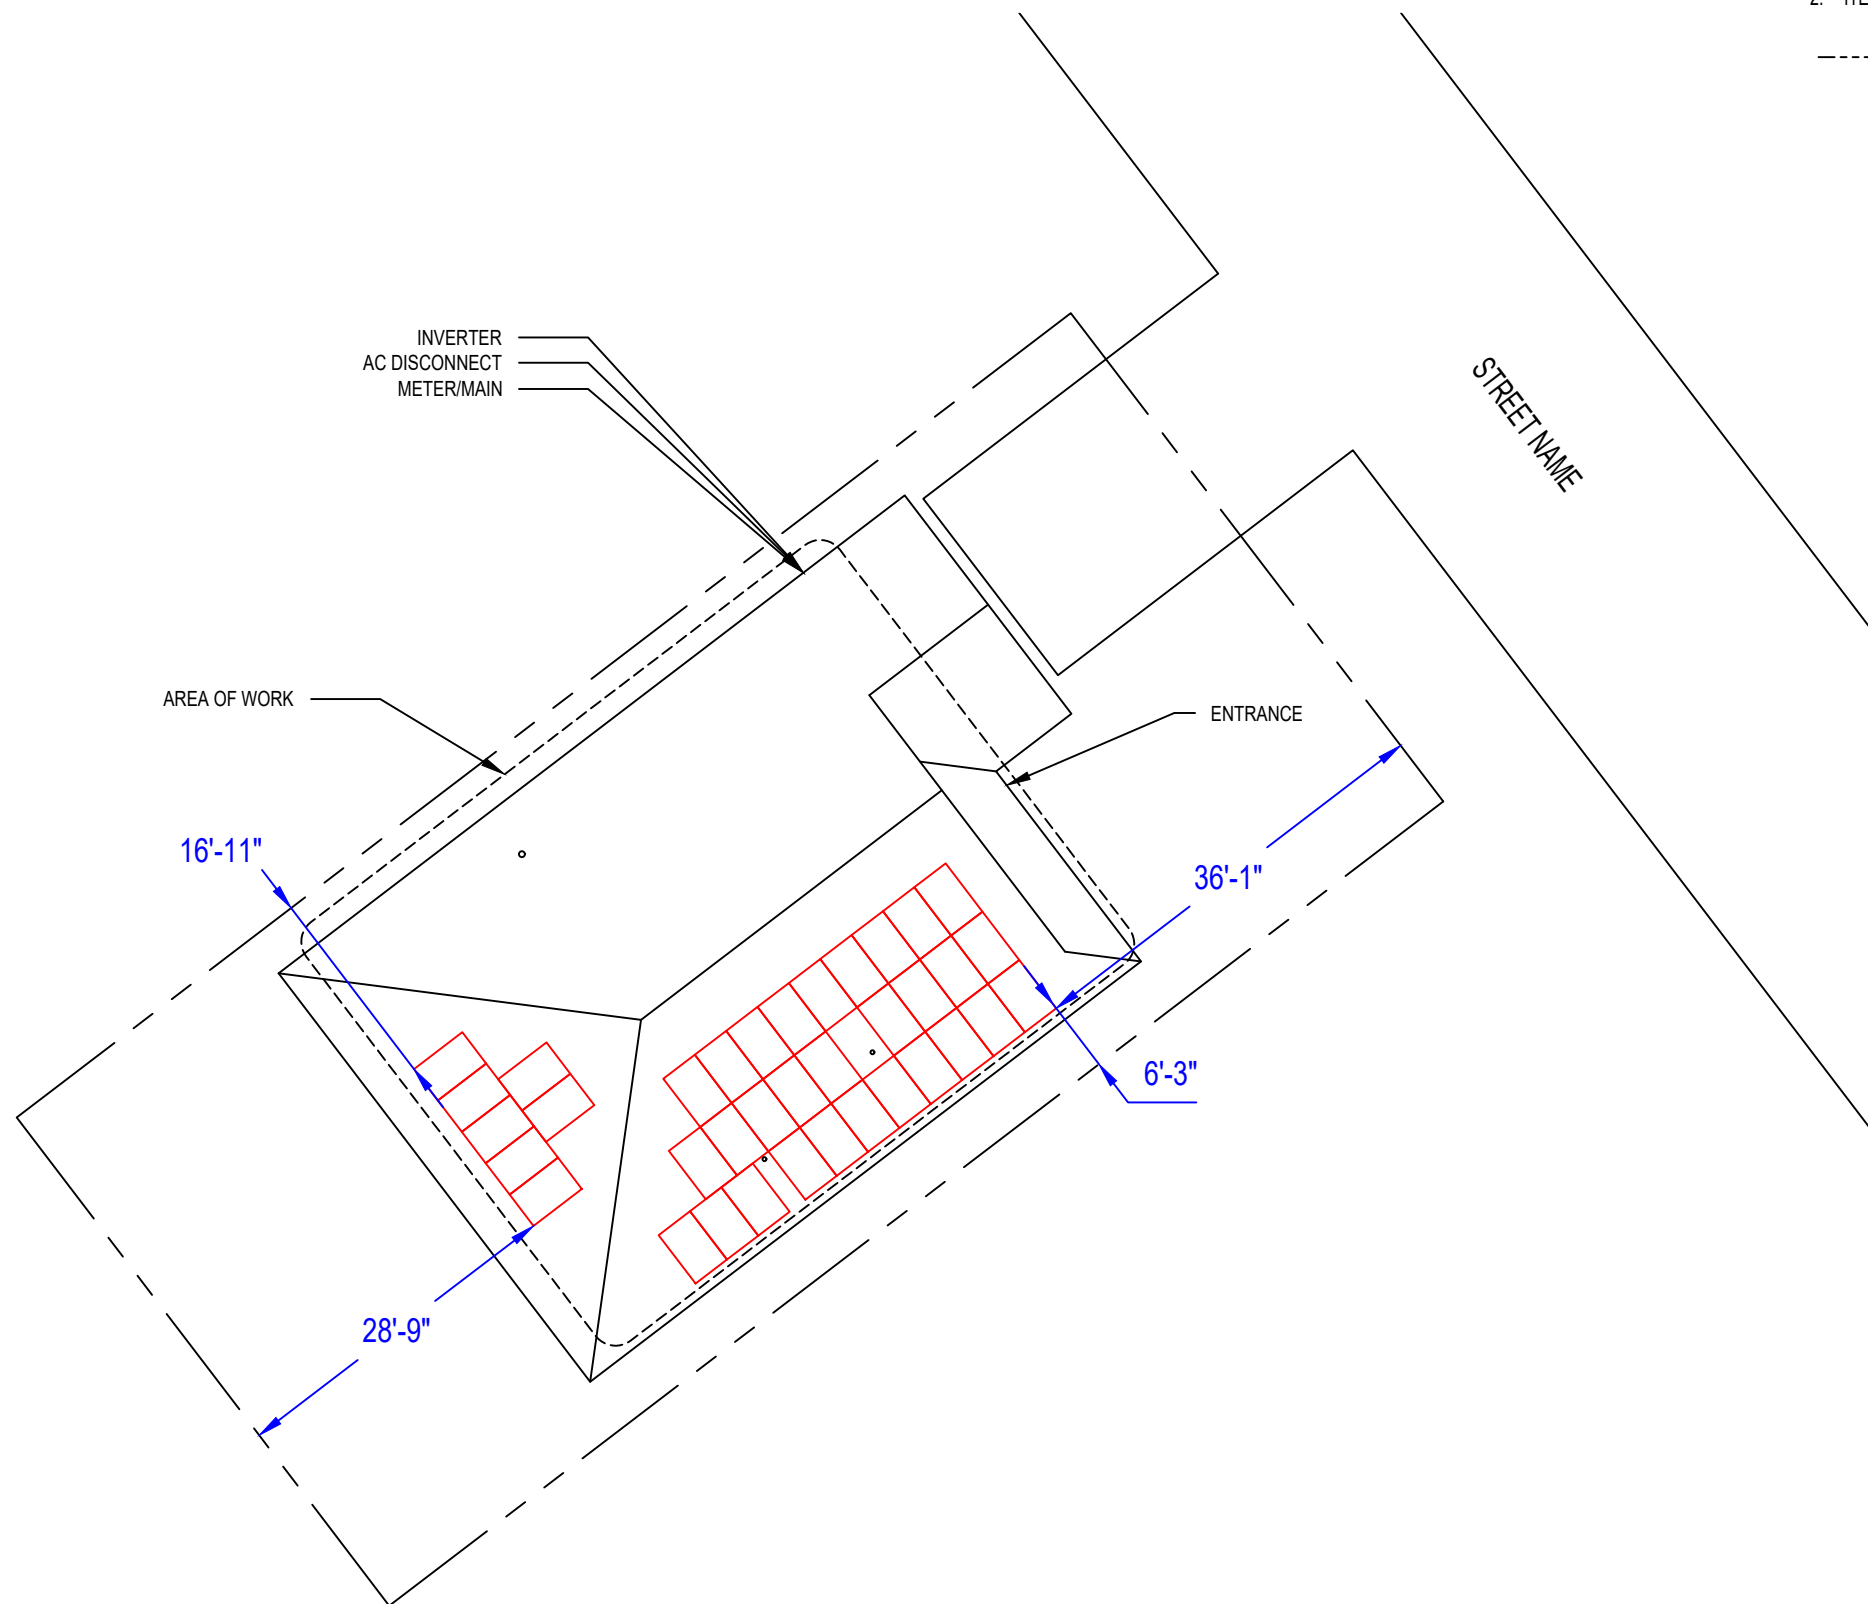 2.
INVERTER
AC DISCONNECT
METER/MAIN
STREET NAME
AREA OF WORK
ENTRANCE
16'-11"
36'-1"
6'-3"
28'-9"